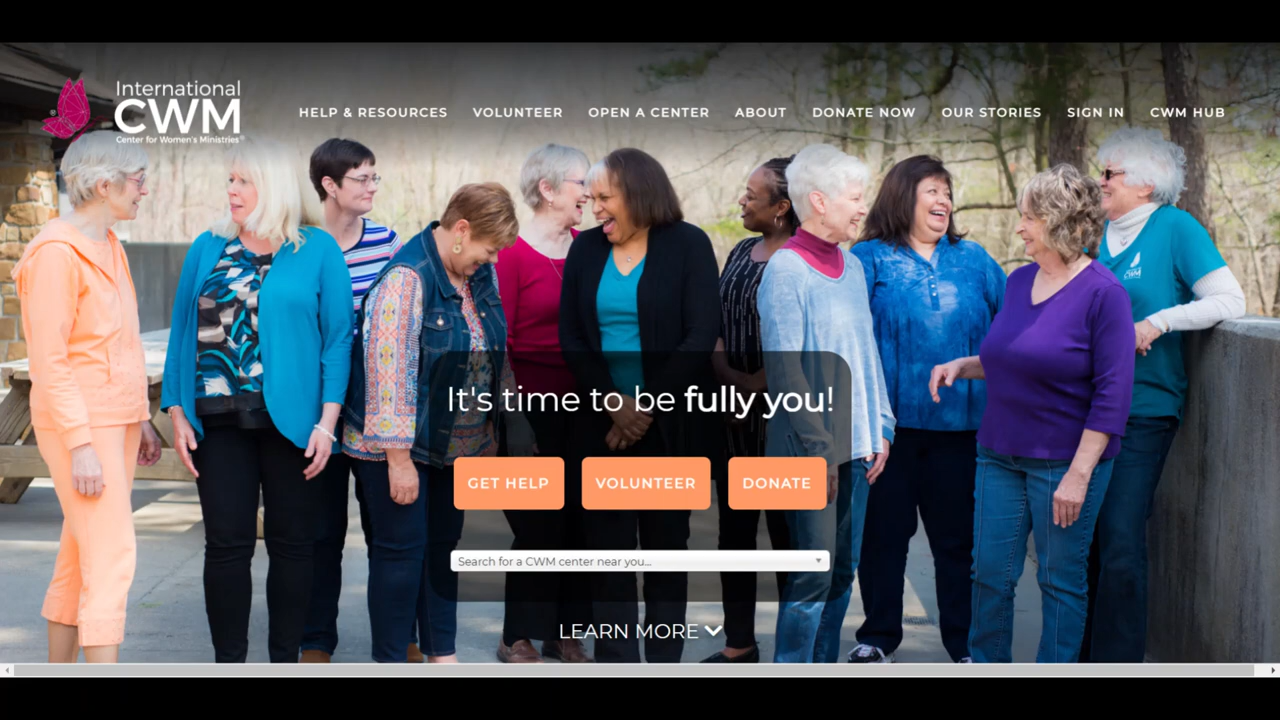 International
CWM
Center for Women's Ministries®
HELP & RESOURCES VOLUNTEER OPEN A CENTER ABOUT DONATE NOW OUR STORIES SIGN IN CWM HUB
CWM
It's time to be fully you!
GET HELP VOLUNTEER DONATE
Search for a CWM center near you...
LEARN MORE